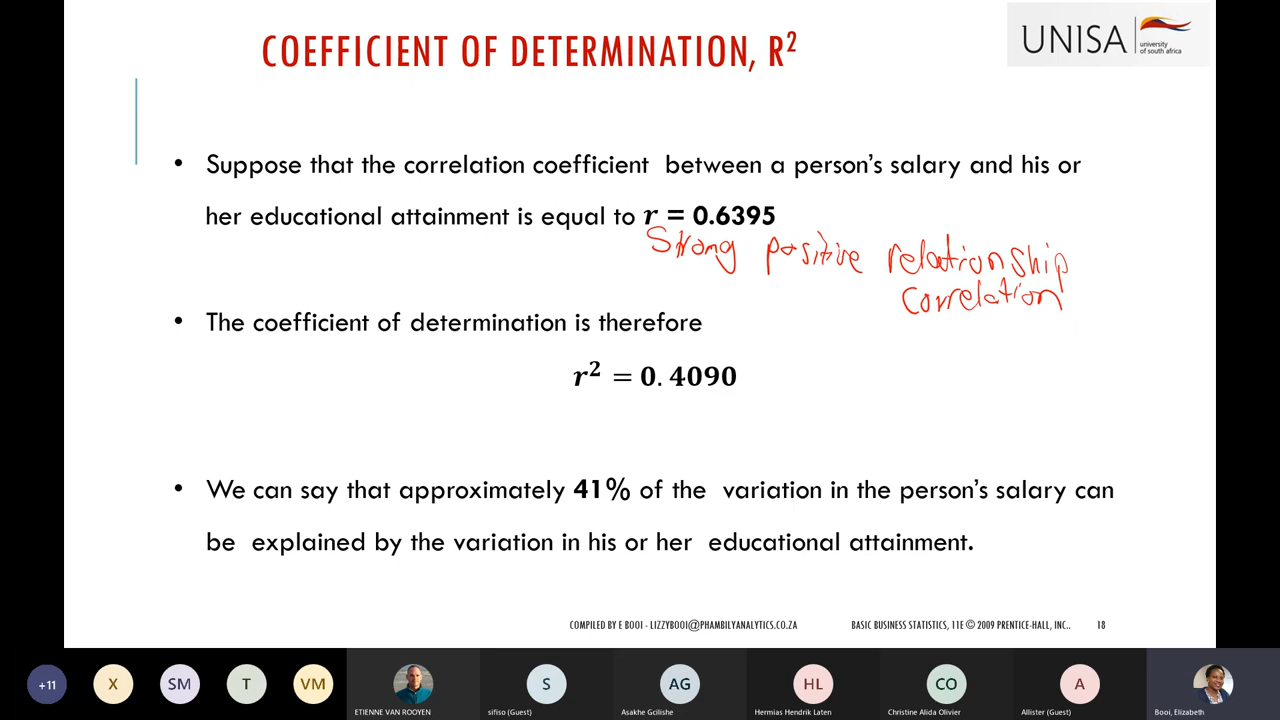 COEFFICIENT OF DETERMINATION, R²
UNISA
university
of south africa
• Suppose that the correlation coefficient between a person's salary and his or
her educational attainment is equal to r = 0.6395
Strong positive relationship
correlation
• The coefficient of determination is therefore
r² = 0.4090
• We can say that approximately 41% of the variation in the person's salary can
be explained by the variation in his or her educational attainment.
COMPILED BY E BOOI - LIZZYBOOI@PHAMBILYANALYTICS.CO.ZA
BASIC BUSINESS STATISTICS, 11E © 2009 PRENTICE-HALL, INC..
18
+11
X
SM
T
VM
ETIENNE VAN ROOYEN
S
sifiso (Guest)
AG
Asakhe Gcilishe
HL
Hermias Hendrik Laten
CO
Christine Alida Olivier
A
Allister (Guest)
Booi, Elizabeth